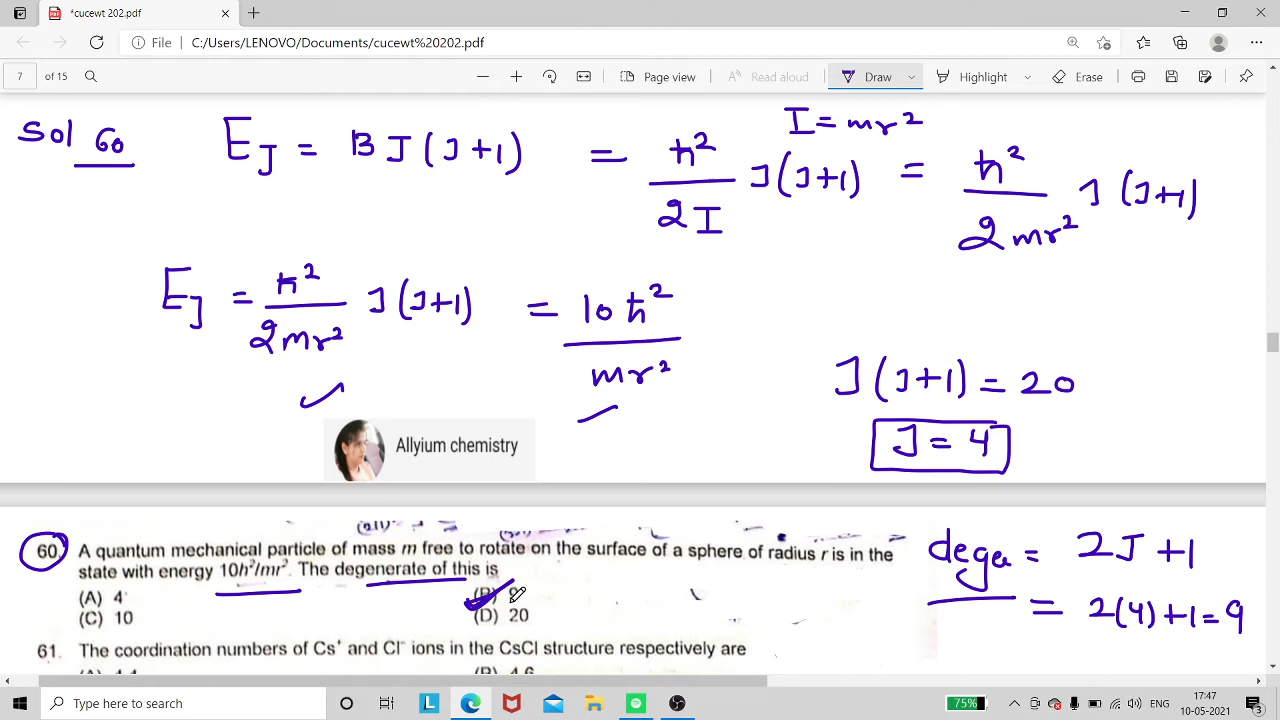 *cucewt 202.pdf
File C:/Users/LENOVO/Documents/cucewt%20202.pdf
7 of 15 Page view Read aloud Draw Highlight Erase
Sol 60
I = mr²
E_J = BJ(J+1) = ħ²/2I J(J+1) = ħ²/2mr² J(J+1)
E_J = ħ²/2mr² J(J+1) = 10ħ²/mr²
J(J+1) = 20
J = 4
Allyium chemistry
60. A quantum mechanical particle of mass m free to rotate on the surface of a sphere of radius r is in the
state with energy 10ħ²/mr². The degenerate of this is
(A) 4 (B)
(C) 10 (D) 20
dege = 2J+1
= 2(4)+1=9
61. The coordination numbers of Cs⁺ and Cl⁻ ions in the CsCl structure respectively are
Type here to search
75%
17:47
10-05-2021
3